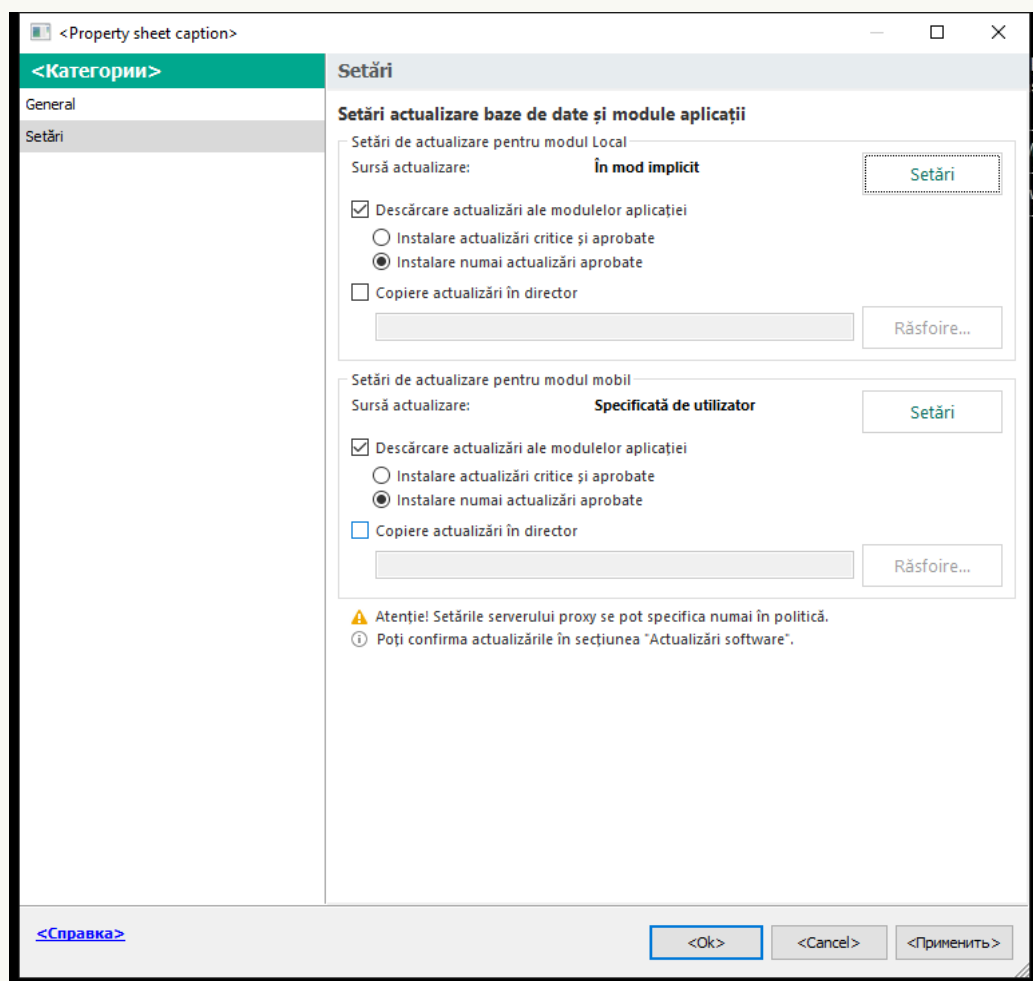 <Property sheet caption>
<Категории>
General
Setări
Setări
Setări actualizare baze de date și module aplicații
Setări de actualizare pentru modul Local
Sursă actualizare: În mod implicit
Setări
Descărcare actualizări ale modulelor aplicației
Instalare actualizări critice și aprobate
Instalare numai actualizări aprobate
Copiere actualizări în director
Răsfoire...
Setări de actualizare pentru modul mobil
Sursă actualizare: Specificată de utilizator
Setări
Descărcare actualizări ale modulelor aplicației
Instalare actualizări critice și aprobate
Instalare numai actualizări aprobate
Copiere actualizări în director
Răsfoire...
Atenție! Setările serverului proxy se pot specifica numai în politică.
Poți confirma actualizările în secțiunea "Actualizări software".
<Справка>
<Ok> <Cancel> <Применить>